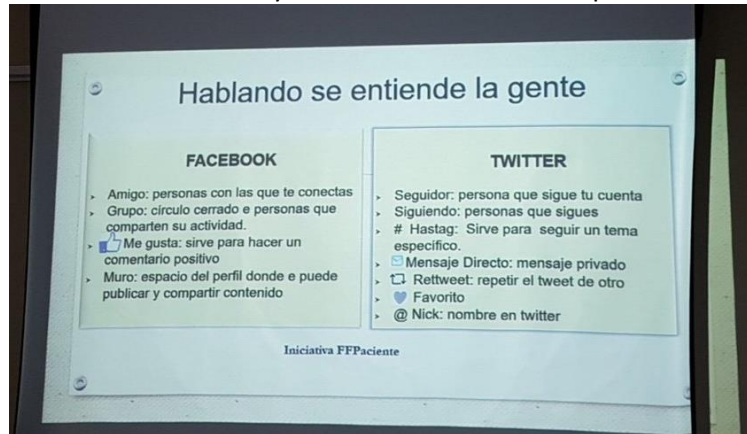 Hablando se entiende la gente
FACEBOOK
Amigo: personas con las que te conectas
Grupo: circulo cerrado e personas que
comparten su actividad.
Me gusta: sirve para hacer un
comentario positivo
Muro: espacio del perfil donde e puede
publicar y compartir contenido
TWITTER
Seguidor: persona que sigue tu cuenta
Siguiendo: personas que sigues
# Hastag: Sirve para seguir un tema
especifico.
Mensaje Directo: mensaje privado
Rettweet: repetir el tweet de otro
Favorito
@ Nick: nombre en twitter
Iniciativa FFPaciente